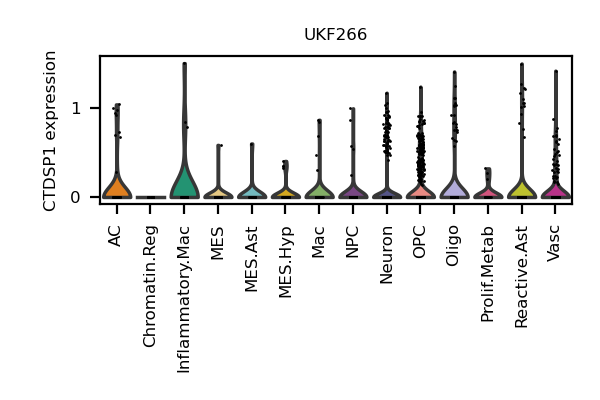 UKF266
CTDSP1 expression
1
0
AC
Chromatin.Reg
Inflammatory.Mac
MES
MES.Ast
MES.Hyp
Mac
NPC
Neuron
OPC
Oligo
Prolif.Metab
Reactive.Ast
Vasc